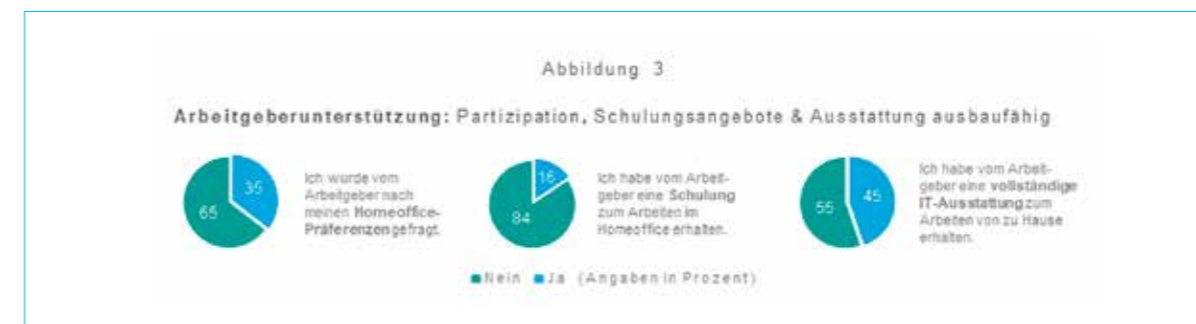 Abbildung 3
Arbeitgeberunterstützung: Partizipation, Schulungsangebote & Ausstattung ausbaufähig
65
35
Ich wurde vom
Arbeitgeber nach
meinen Homeoffice-
Präferenzen gefragt.
84
16
Ich habe vom Arbeit-
geber eine Schulung
zum Arbeiten im
Homeoffice erhalten.
55
45
Ich habe vom Arbeit-
geber eine vollständige
IT-Ausstattung zum
Arbeiten von zu Hause
erhalten.
Nein Ja (Angaben in Prozent)